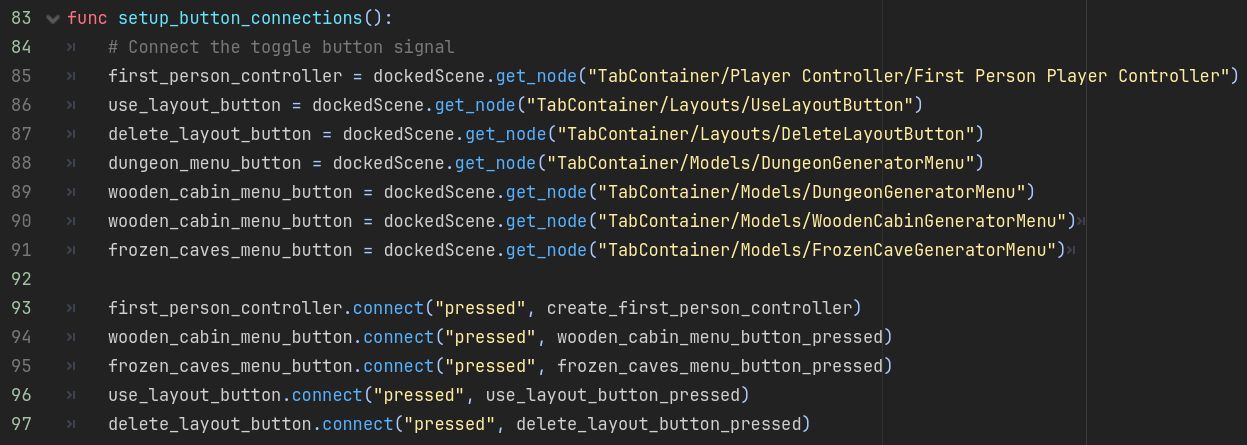 83 func setup_button_connections():
84 # Connect the toggle button signal
85 first_person_controller = dockedScene.get_node("TabContainer/Player Controller/First Person Player Controller")
86 use_layout_button = dockedScene.get_node("TabContainer/Layouts/UseLayoutButton")
87 delete_layout_button = dockedScene.get_node("TabContainer/Layouts/DeleteLayoutButton")
88 dungeon_menu_button = dockedScene.get_node("TabContainer/Models/DungeonGeneratorMenu")
89 wooden_cabin_menu_button = dockedScene.get_node("TabContainer/Models/DungeonGeneratorMenu")
90 wooden_cabin_menu_button = dockedScene.get_node("TabContainer/Models/WoodenCabinGeneratorMenu")
91 frozen_caves_menu_button = dockedScene.get_node("TabContainer/Models/FrozenCaveGeneratorMenu")
92
93 first_person_controller.connect("pressed", create_first_person_controller)
94 wooden_cabin_menu_button.connect("pressed", wooden_cabin_menu_button_pressed)
95 frozen_caves_menu_button.connect("pressed", frozen_caves_menu_button_pressed)
96 use_layout_button.connect("pressed", use_layout_button_pressed)
97 delete_layout_button.connect("pressed", delete_layout_button_pressed)